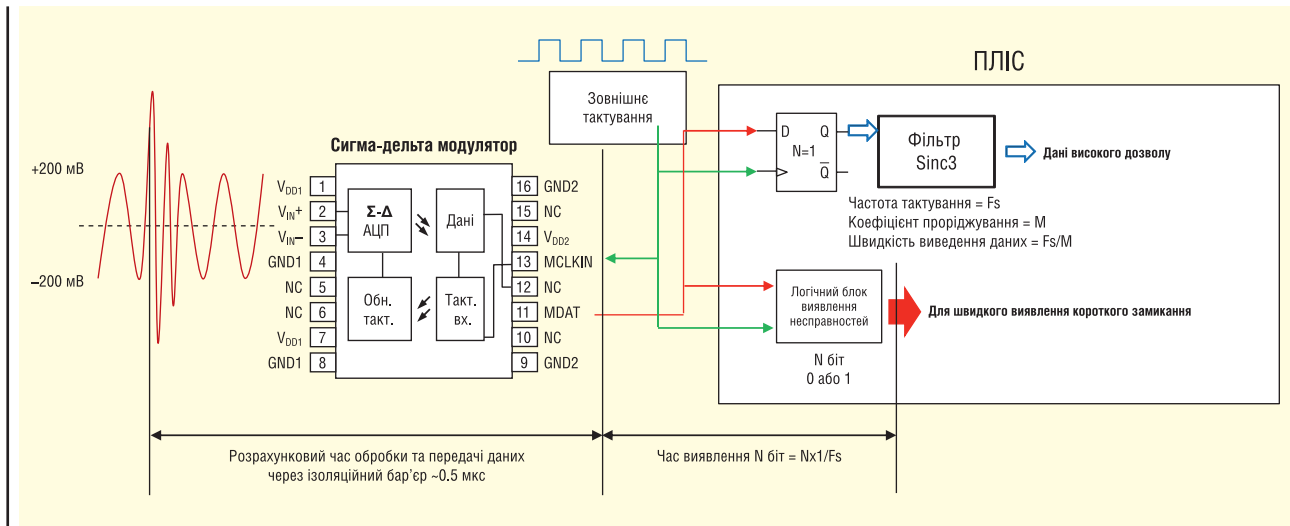 ПЛІС
Зовнішнє
тактування
D Q
N=1
Q
Фільтр
Sinc3
Дані високого дозволу
Частота тактування = Fs
Коефіцієнт проріджування = M
Швидкість виведення даних = Fs/M
Сигма-дельта модулятор
+200 мВ
–200 мВ
VDD1 1
VIN+ 2
VIN– 3
GND1 4
NC 5
NC 6
VDD1 7
GND1 8
Σ-Δ
АЦП
Дані
Обн.
такт.
Такт.
вх.
16 GND2
15 NC
14 VDD2
13 MCLKIN
12 NC
11 MDAT
10 NC
9 GND2
Логічний блок
виявлення
несправностей
Для швидкого виявлення короткого замикання
N біт
0 або 1
Розрахунковий час обробки та передачі даних
через ізоляційний бар’єр ~0.5 мкс
Час виявлення N біт = Nx1/Fs